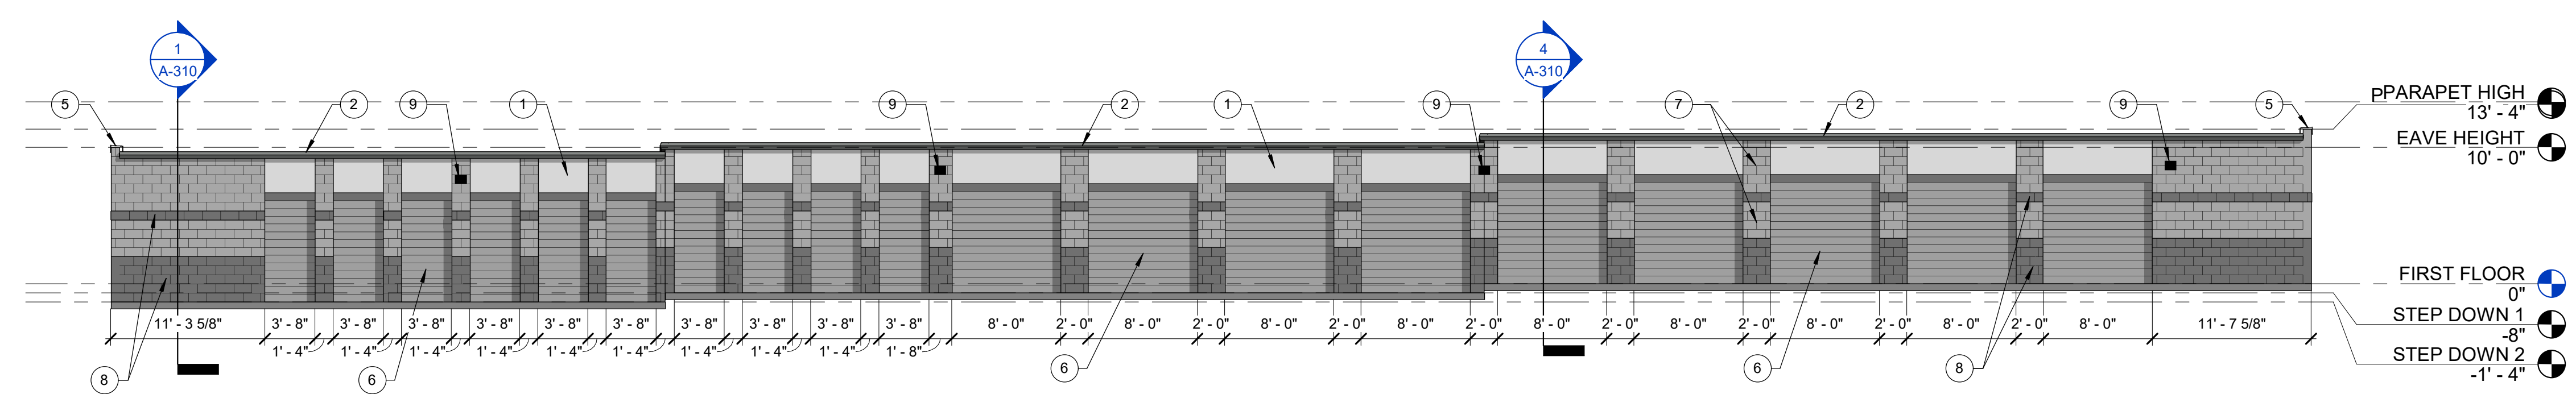 1
A-310
4
A-310
5
2
9
1
9
2
1
9
7
2
9
5
P PARAPET HIGH
13' - 4"
EAVE HEIGHT
10' - 0"
FIRST FLOOR
0"
STEP DOWN 1
-8"
STEP DOWN 2
-1' - 4"
11' - 3 5/8" 3' - 8" 3' - 8" 3' - 8" 3' - 8" 3' - 8" 3' - 8" 3' - 8" 3' - 8" 3' - 8" 3' - 8" 8' - 0" 2' - 0" 8' - 0" 2' - 0" 8' - 0" 2' - 0" 8' - 0" 2' - 0" 8' - 0" 2' - 0" 8' - 0" 2' - 0" 8' - 0" 2' - 0" 8' - 0" 2' - 0" 8' - 0" 11' - 7 5/8"
1' - 4" 1' - 4" 1' - 4" 1' - 4" 1' - 4" 1' - 4" 1' - 4" 1' - 4" 1' - 4" 1' - 8"
8
6
6
6
8